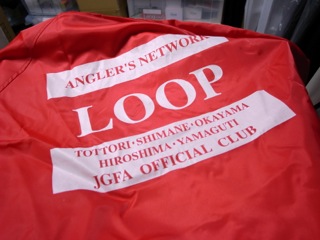 ANGLER'S NETWORK
LOOP
TOTTORI·SHIMANE·OKAYAMA
HIROSHIMA·YAMAGUTI
JGFA OFFICIAL CLUB